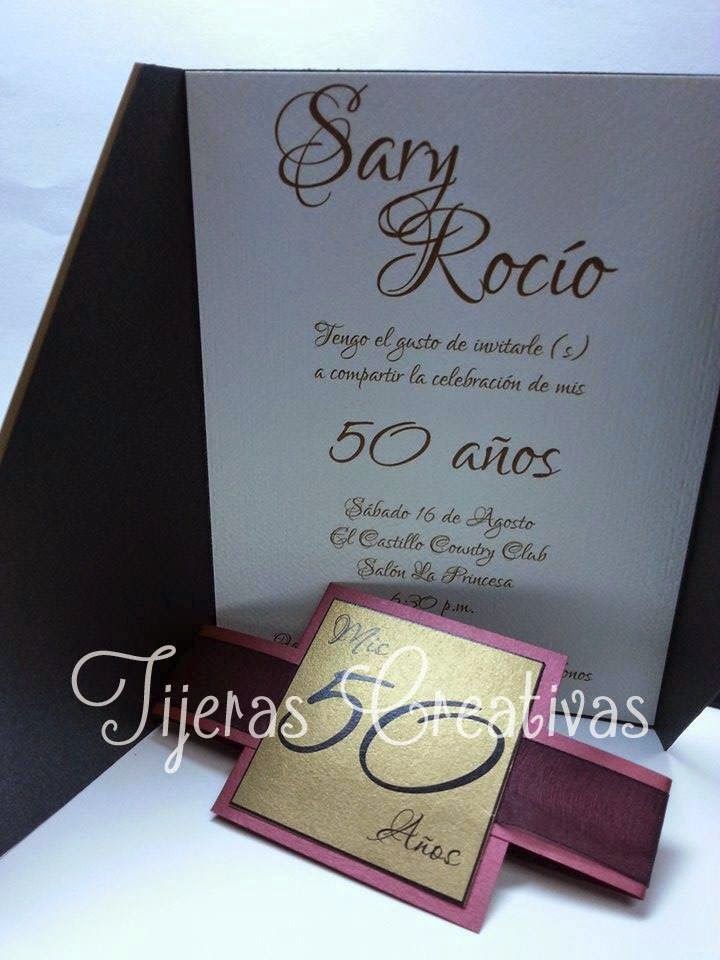 Sary
Rocío
Tengo el gusto de invitarle (s)
a compartir la celebración de mis
50 años
Sábado 16 de Agosto
El Castillo Country Club
Salón La Princesa
p.m.
Mis
50
Años
Tijeras Creativas